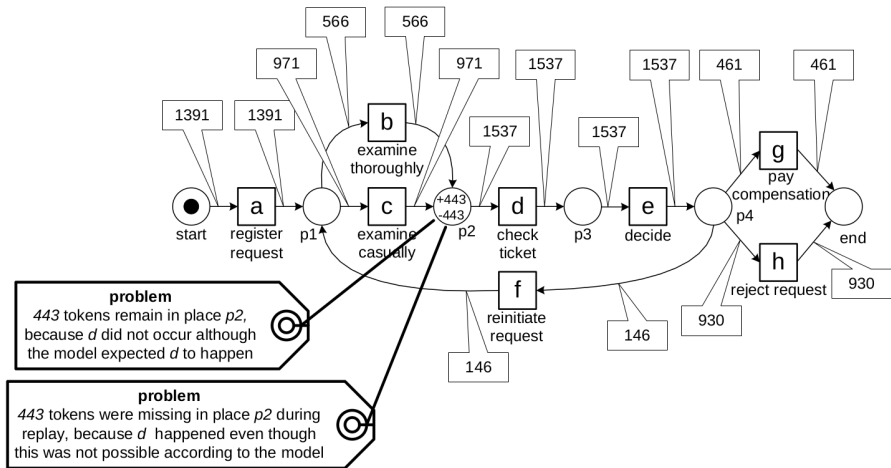 566
566
971
971
1537
1537
461
461
1391
1391
1537
1537
b
examine
thoroughly
g
pay
compensation
a
c
+443
-443
d
e
start
register
request
p1
examine
casually
p2
check
ticket
p3
decide
p4
end
h
reject request
f
reinitiate
request
930
930
146
146
problem
443 tokens remain in place p2,
because d did not occur although
the model expected d to happen
problem
443 tokens were missing in place p2 during
replay, because d happened even though
this was not possible according to the model